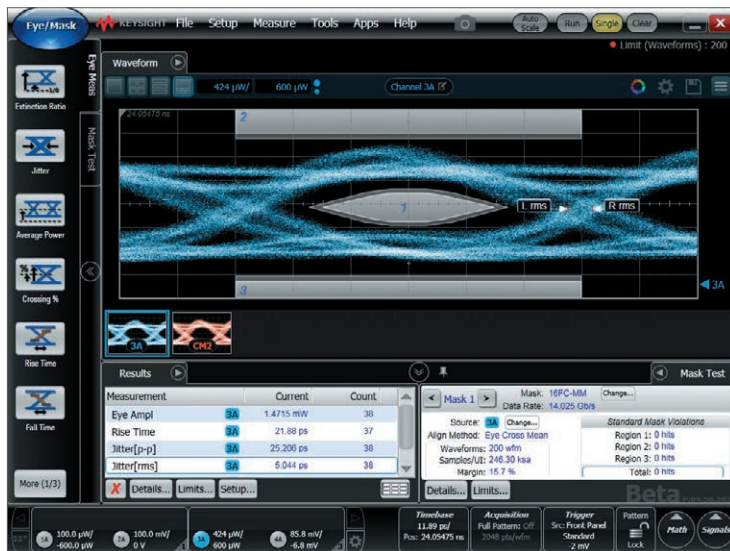 Eye/Mask
KEYSIGHT File Setup Measure Tools Apps Help
Auto Scale
Run
Single
Clear
Limit (Waveforms) : 200
Eye Meas
Mask Test
Extinction Ratio
Jitter
Average Power
Crossing %
Rise Time
Fall Time
More (1/3)
Waveform
424 µW/ 600 µW
Channel 3A
24.05475 ns
2
1
L rms
R rms
3
3A
3A
CM2
Results
Measurement Current Count
Eye Ampl 3A 1.4715 mW 38
Rise Time 3A 21.88 ps 37
Jitter[p-p] 3A 25.206 ps 38
Jitter[rms] 3A 5.044 ps 38
Details... Limits... Setup...
Mask Test
Mask 1
Mask: 16FC-MM Change...
Data Rate: 14.025 Gb/s
Source: 3A Change...
Align Method: Eye Cross Mean
Waveforms: 200 wfm
Samples/UI: 246.30 ksa
Margin: 15.7 %
Standard Mask Violations
Region 1: 0 hits
Region 2: 0 hits
Region 3: 0 hits
Total: 0 hits
Details... Limits...
Beta
1A 100.0 µW/ -600.0 µW
2A 100.0 mV/ 0 V
3A 424 µW/ 600 µW
4A 85.8 mV/ -6.8 mV
Timebase
11.89 ps/
Pos: 24.05475 ns
Acquisition
Full Pattern: Off
2048 pts/wfm
Trigger
Src: Front Panel
Standard
-2 mV
Pattern
Lock
Math
Signals